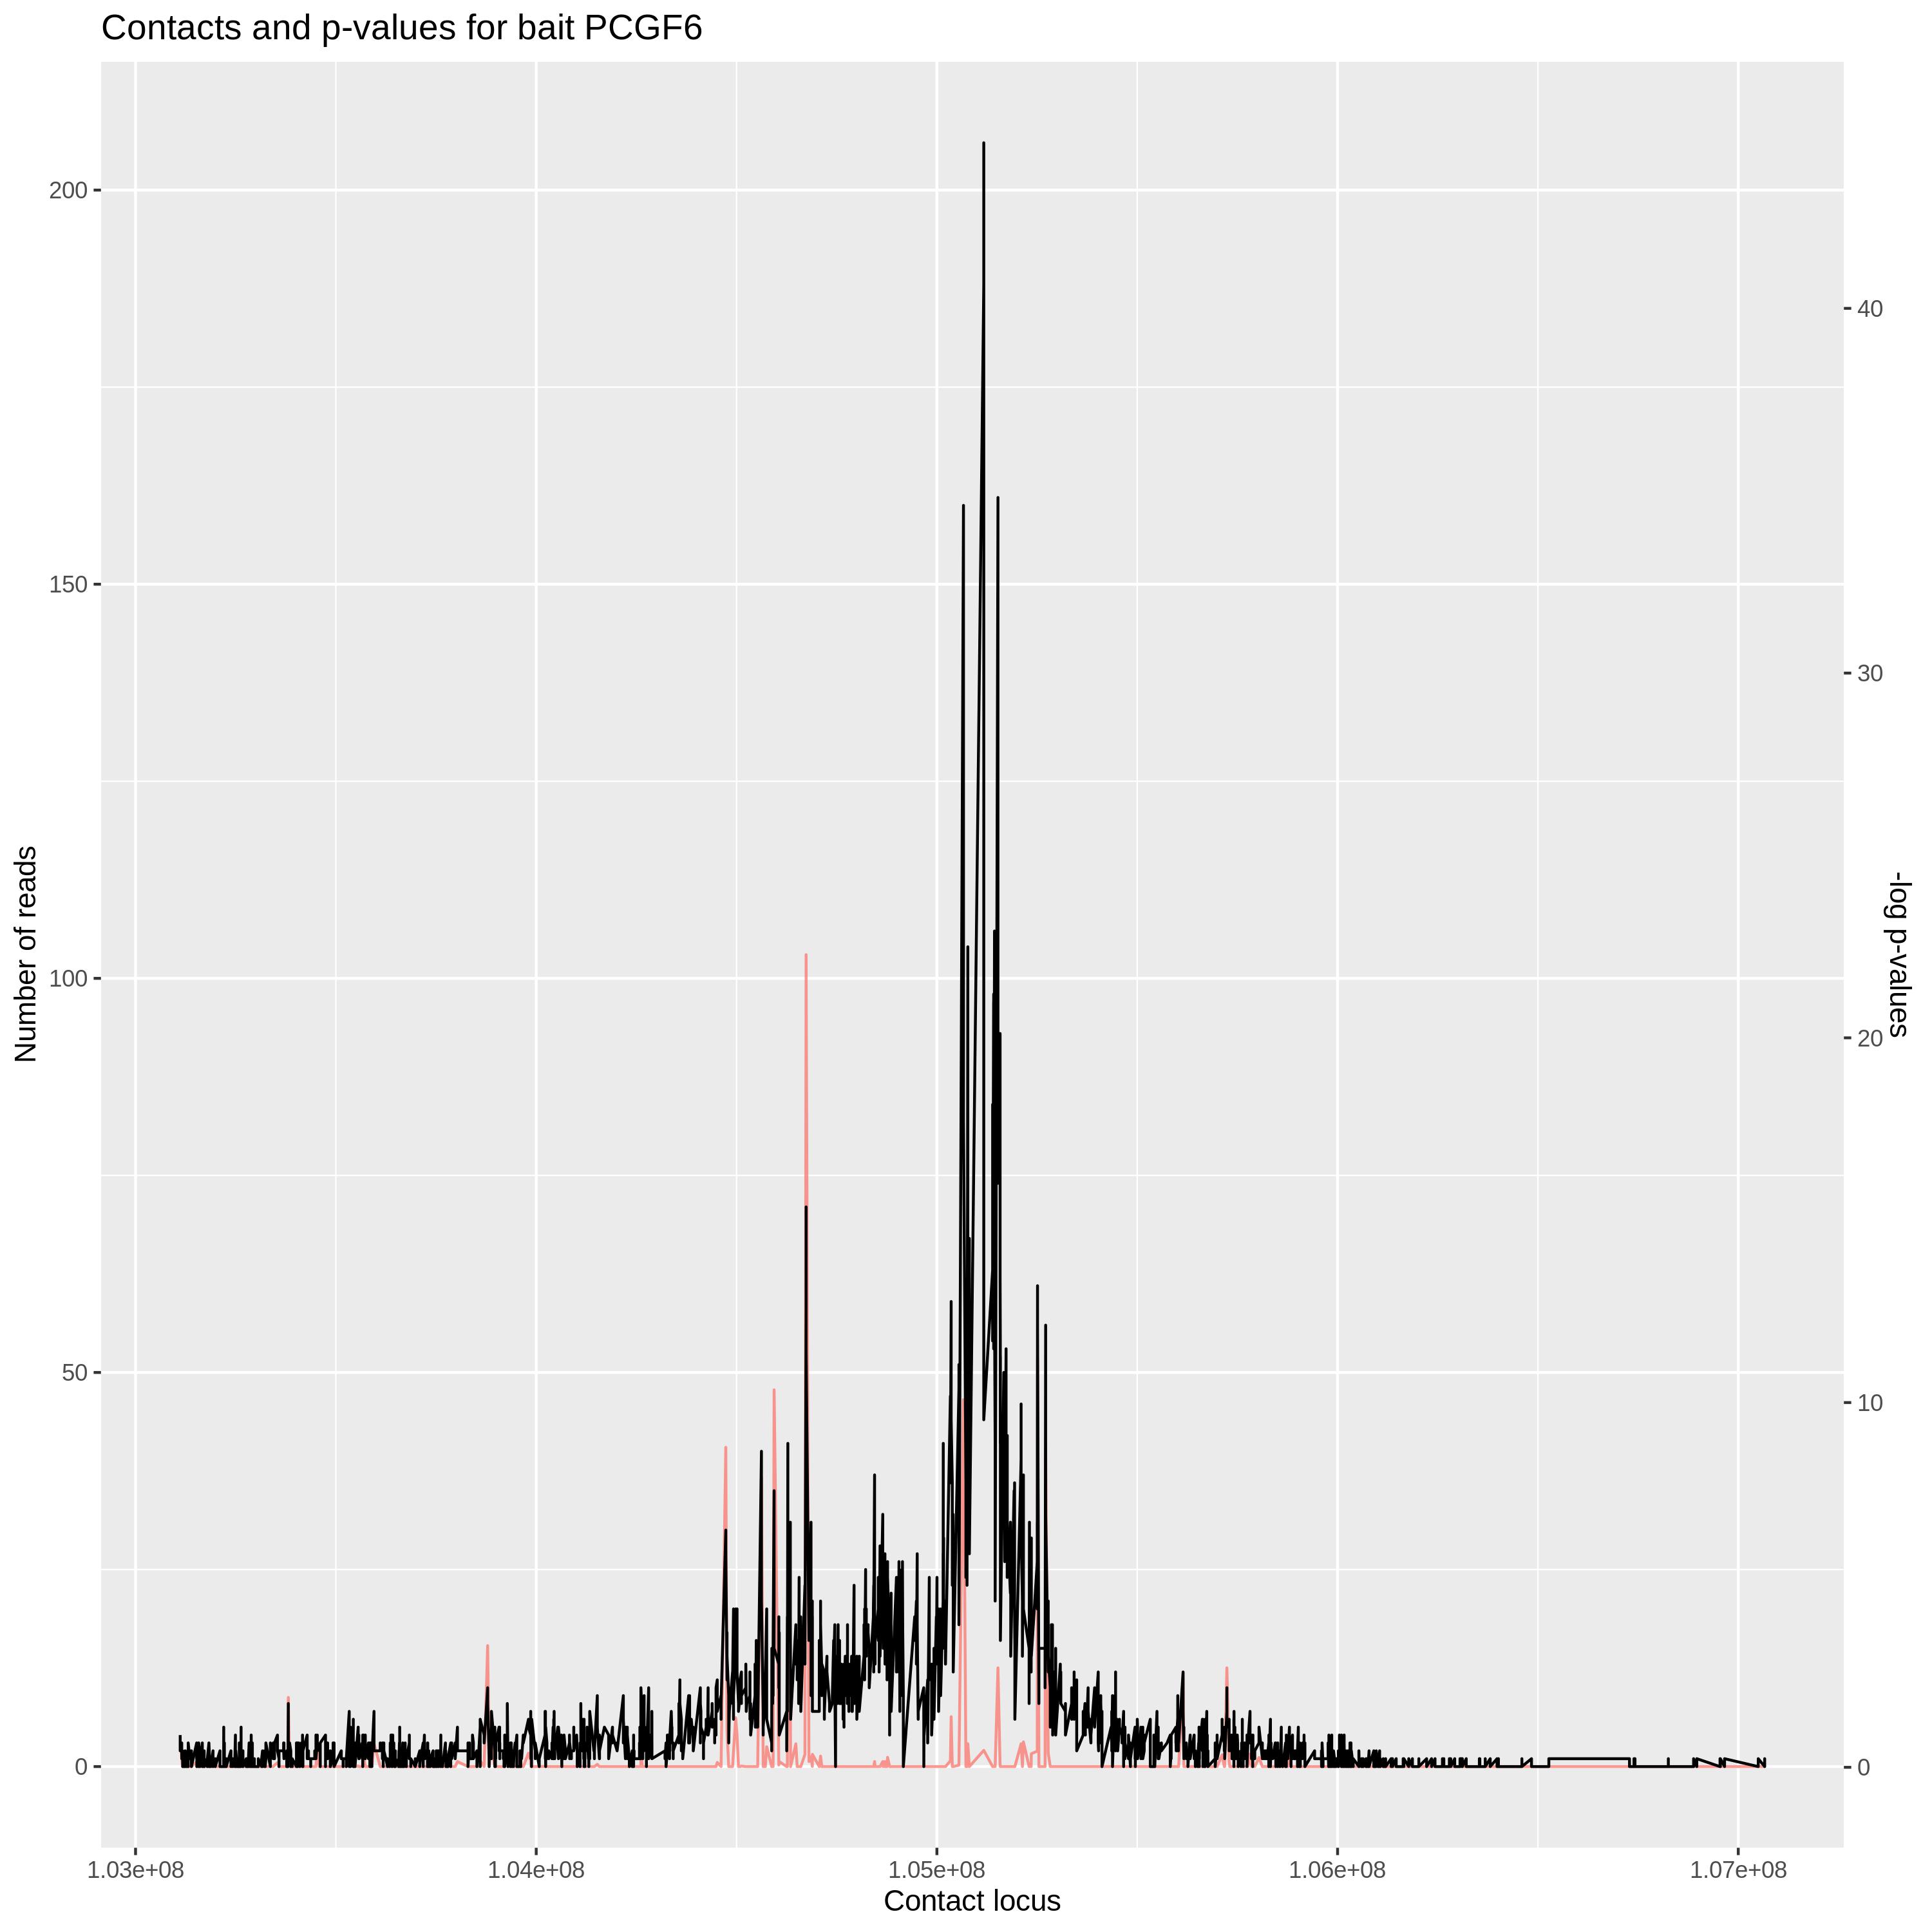 Contacts and p-values for bait PCGF6
200
150
100
50
0
Number of reads
40
30
20
10
0
-log p-values
1.03e+08 1.04e+08 1.05e+08 1.06e+08 1.07e+08
Contact locus